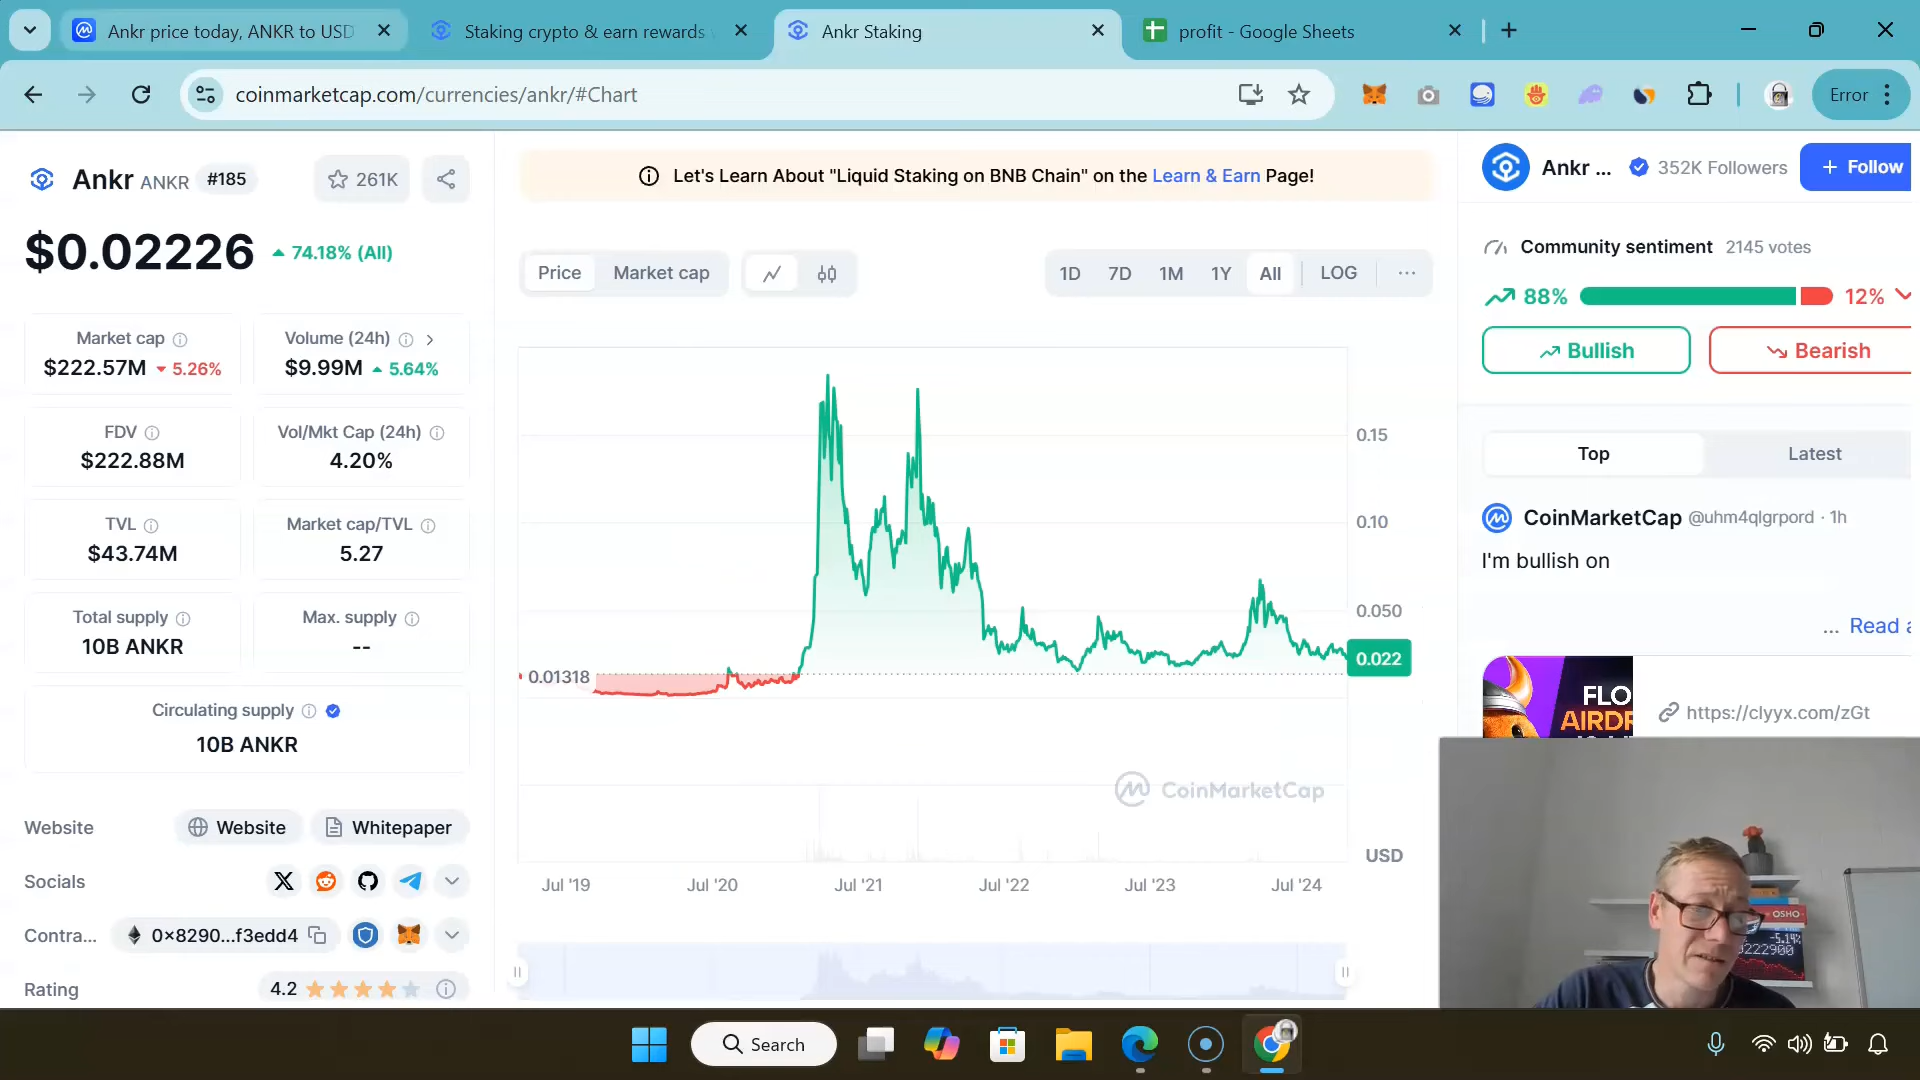 Ankr price today, ANKR to USD
Staking crypto & earn rewards
Ankr Staking
profit - Google Sheets
coinmarketcap.com/currencies/ankr/#Chart
Error
Ankr ANKR #185
261K
$0.02226
74.18% (All)
Market cap
$222.57M 5.26%
Volume (24h)
$9.99M 5.64%
FDV
$222.88M
Vol/Mkt Cap (24h)
4.20%
TVL
$43.74M
Market cap/TVL
5.27
Total supply
10B ANKR
Max. supply
--
Circulating supply
10B ANKR
Website
Website
Whitepaper
Socials
Contra...
0x8290...f3edd4
Rating
4.2
Let's Learn About "Liquid Staking on BNB Chain" on the Learn & Earn Page!
Price Market cap
1D 7D 1M 1Y All LOG ...
0.15
0.10
0.050
0.022
0.01318
CoinMarketCap
USD
Jul '19 Jul '20 Jul '21 Jul '22 Jul '23 Jul '24
Ankr ... 352K Followers
+ Follow
Community sentiment 2145 votes
88% 12%
Bullish
Bearish
Top Latest
CoinMarketCap @uhm4qlgrpord · 1h
I'm bullish on
... Read a
FLO
AIRDR
https://clyyx.com/zGt
OSHO
-5.14%
Search